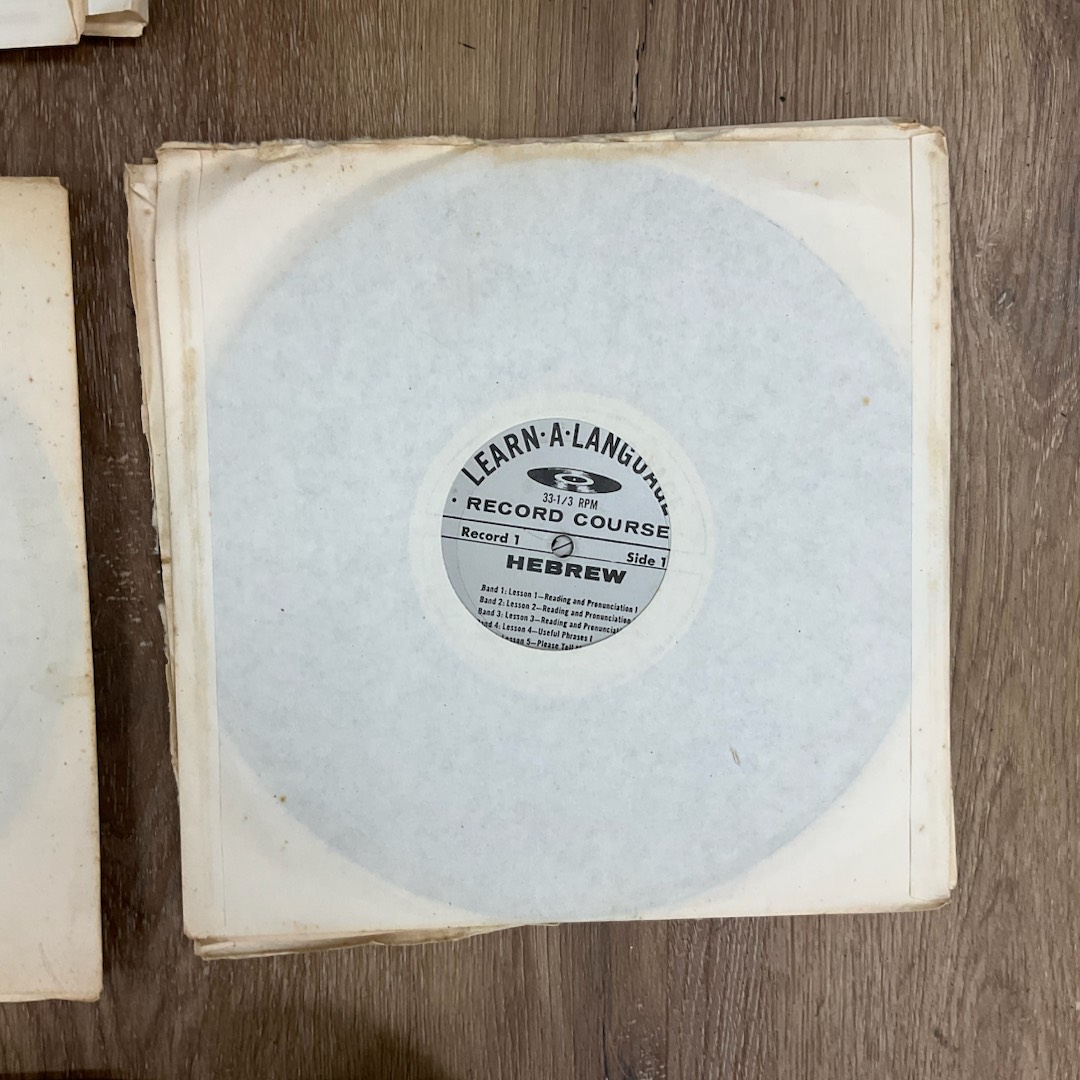 LEARN·A·LANGUAGE
33-1/3 RPM
• RECORD COURSE
Record 1
Side 1
HEBREW
Band 1: Lesson 1—Reading and Pronunciation I
Band 2: Lesson 2—Reading and Pronunciation
Band 3: Lesson 3—Reading and
4: Lesson 4—Useful Phrases I
Lesson 5—Please Tell